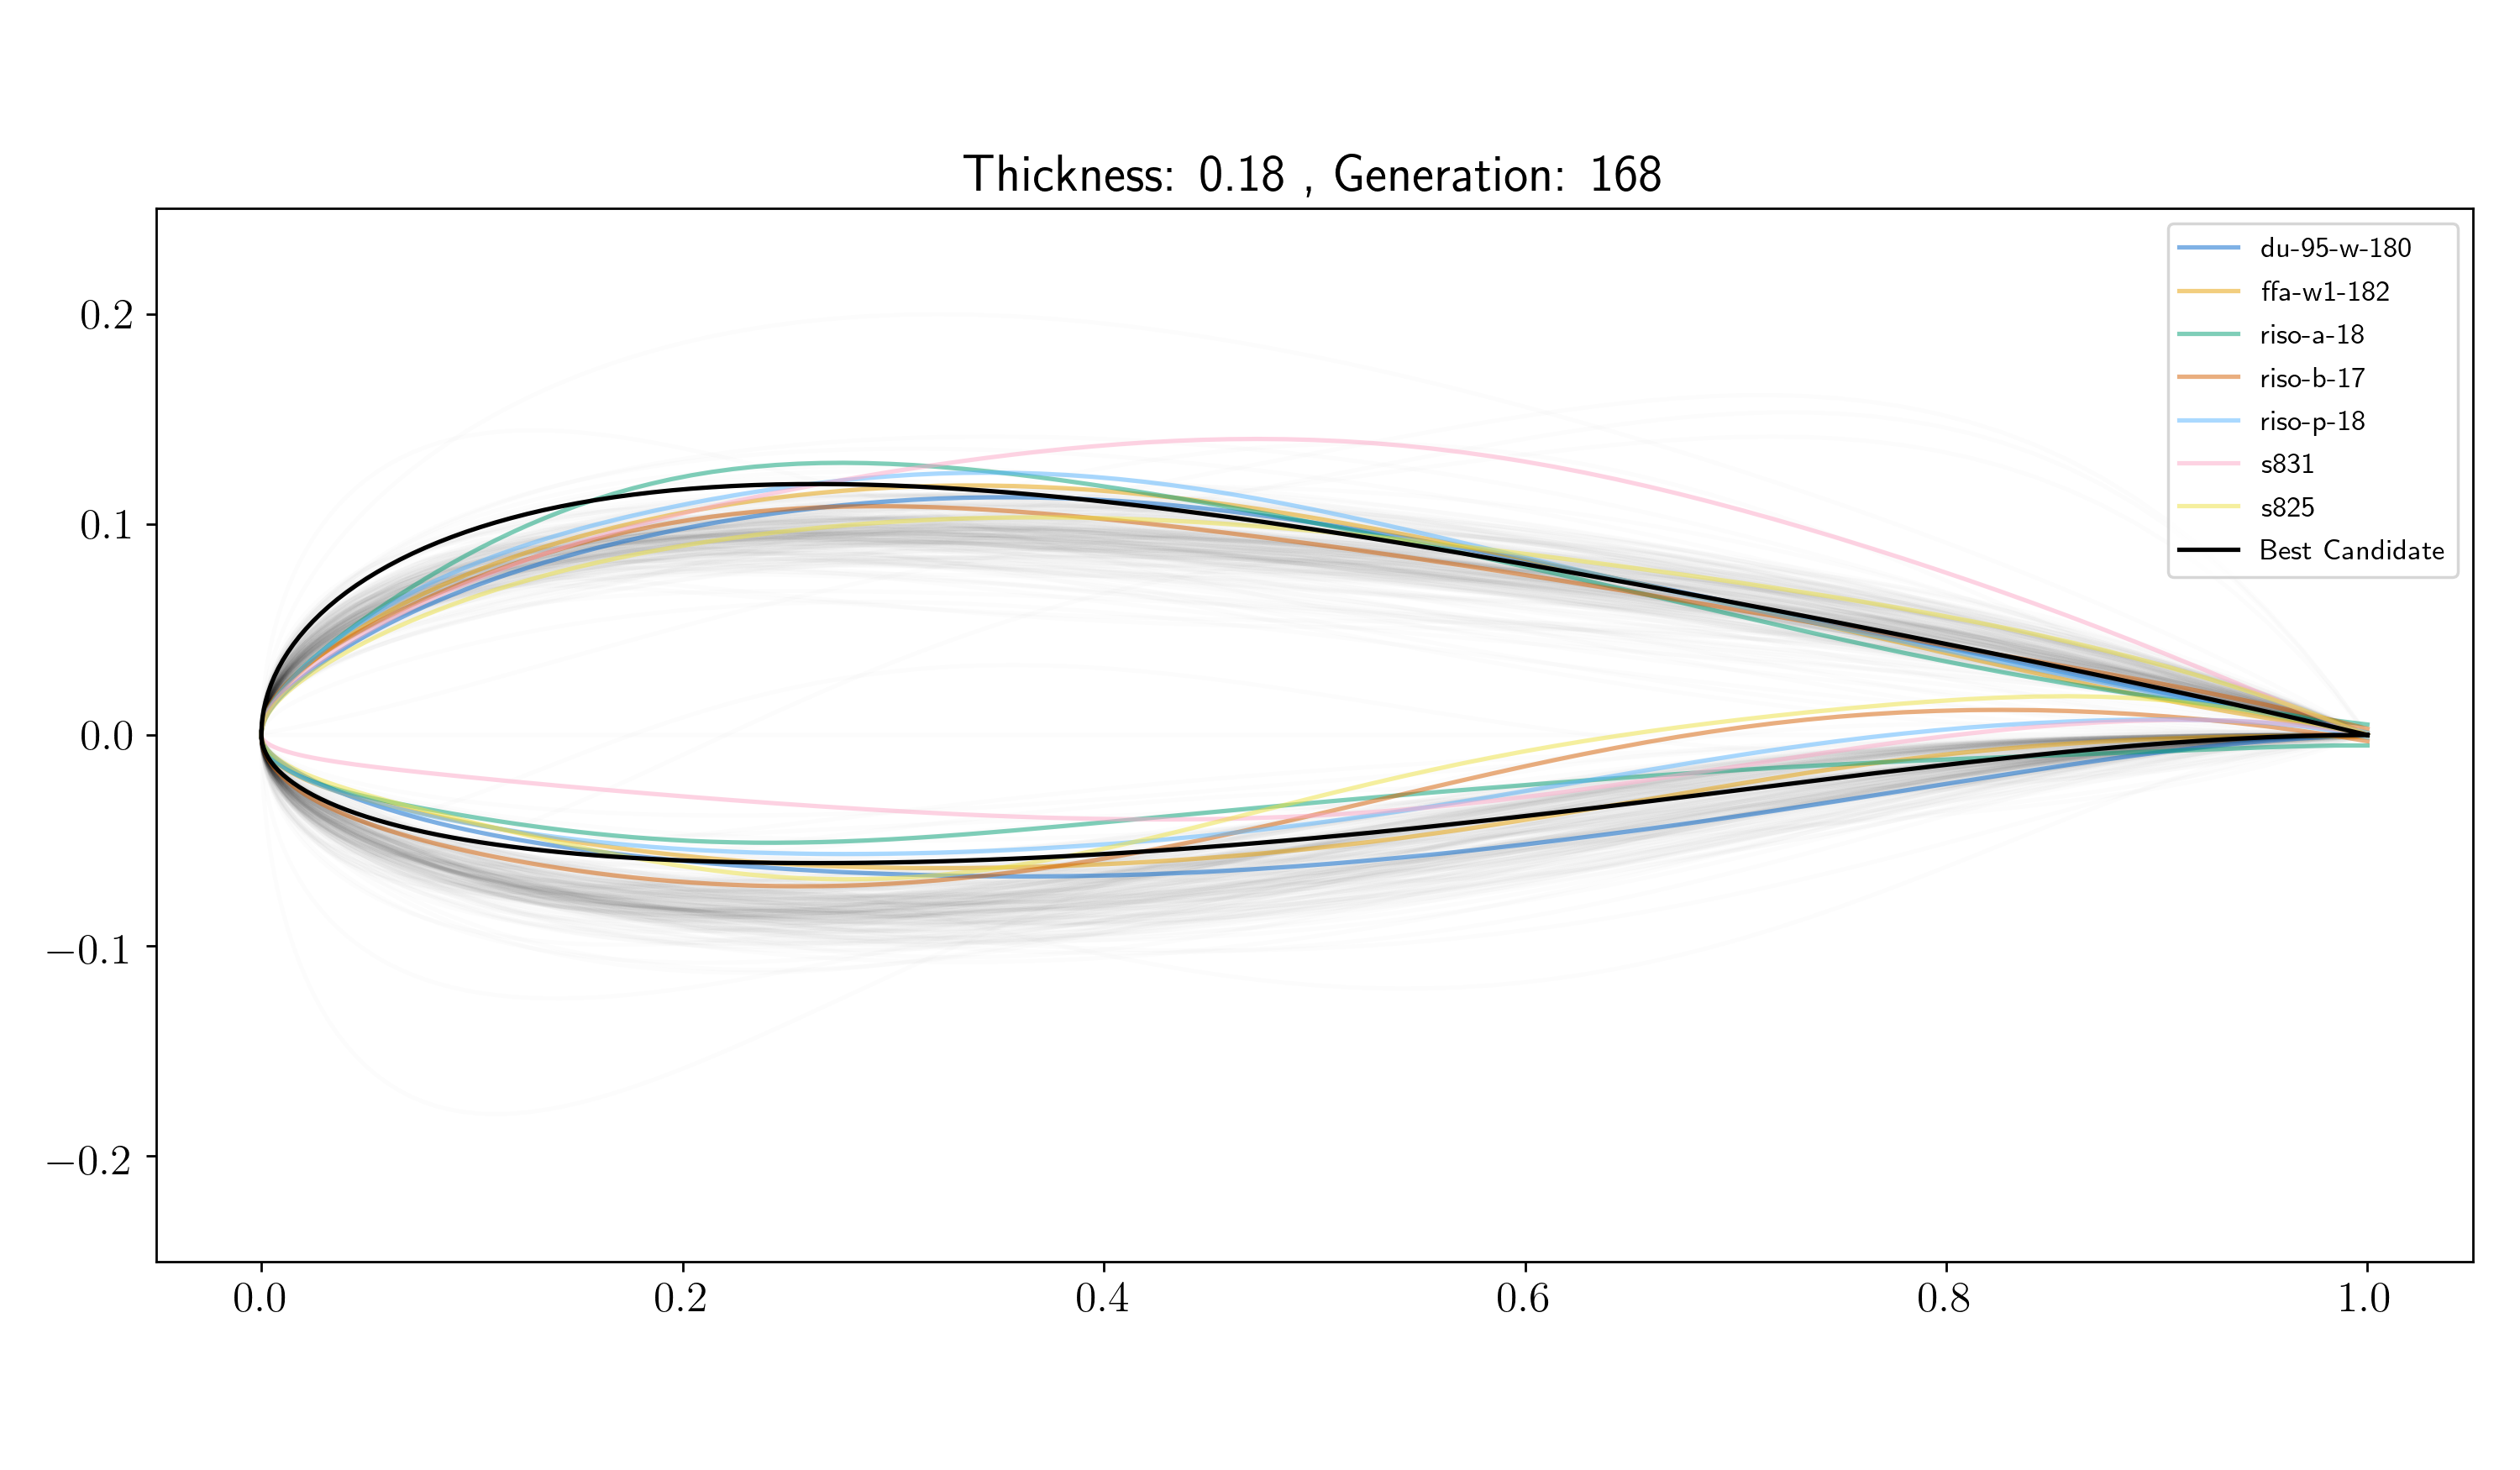 Thickness: 0.18 , Generation: 168
du-95-w-180
ffa-w1-182
riso-a-18
riso-b-17
riso-p-18
s831
s825
Best Candidate
0.2
0.1
0.0
−0.1
−0.2
0.0 0.2 0.4 0.6 0.8 1.0